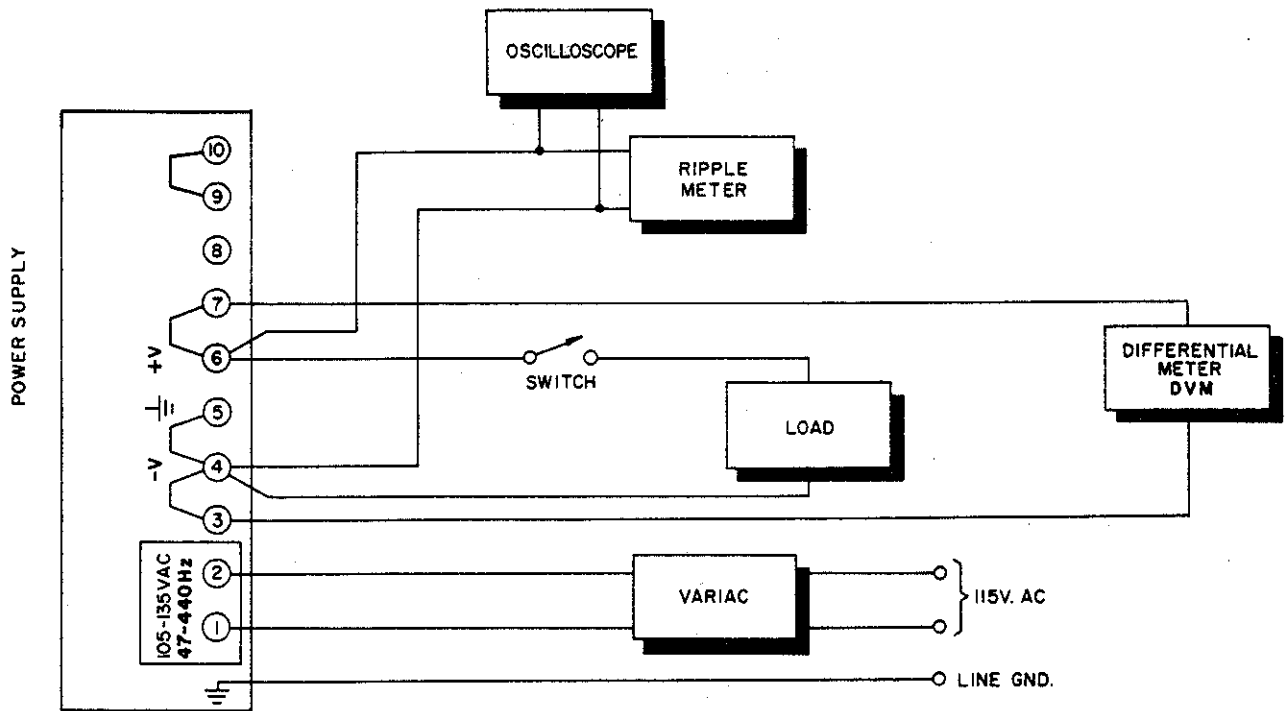 OSCILLOSCOPE
RIPPLE
METER
POWER SUPPLY
10
9
8
7
+V
6
5
-V
4
3
SWITCH
LOAD
DIFFERENTIAL
METER
DVM
105-135VAC
47-440Hz
2
1
VARIAC
115V. AC
LINE GND.